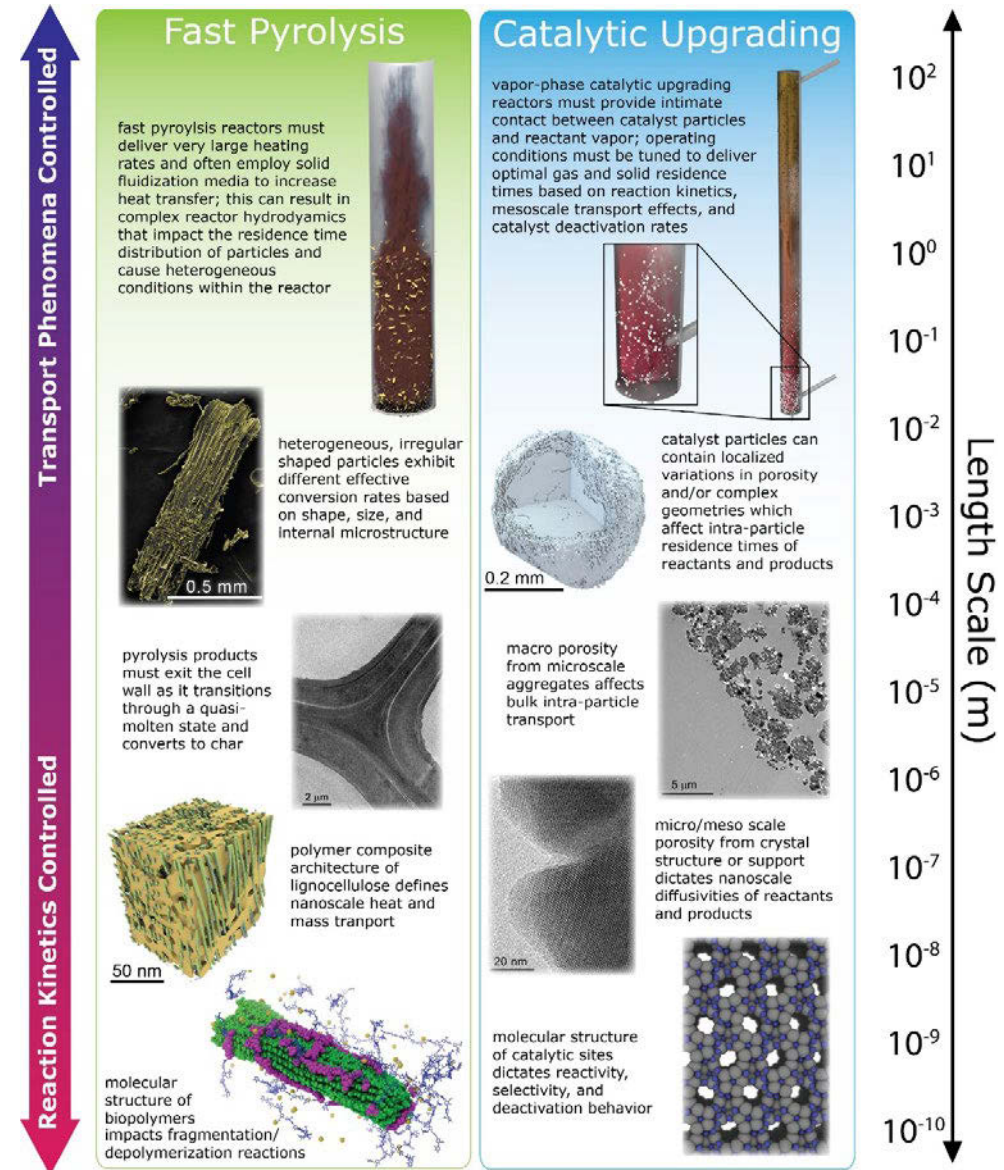 Transport Phenomena Controlled
Reaction Kinetics Controlled
Fast Pyrolysis
fast pyroylsis reactors must
deliver very large heating
rates and often employ solid
fluidization media to increase
heat transfer; this can result in
complex reactor hydrodyamics
that impact the residence time
distribution of particles and
cause heterogeneous
conditions within the reactor
heterogeneous, irregular
shaped particles exhibit
different effective
conversion rates based
on shape, size, and
internal microstructure
0.5 mm
pyrolysis products
must exit the cell
wall as it transitions
through a quasi-
molten state and
converts to char
2 μm
polymer composite
architecture of
lignocellulose defines
nanoscale heat and
mass tranport
50 nm
molecular
structure of
biopolymers
impacts fragmentation/
depolymerization reactions
Catalytic Upgrading
vapor-phase catalytic upgrading
reactors must provide intimate
contact between catalyst particles
and reactant vapor; operating
conditions must be tuned to deliver
optimal gas and solid residence
times based on reaction kinetics,
mesoscale transport effects, and
catalyst deactivation rates
catalyst particles can
contain localized
variations in porosity
and/or complex
geometries which
affect intra-particle
residence times of
reactants and products
0.2 mm
macro porosity
from microscale
aggregates affects
bulk intra-particle
transport
5 μm
micro/meso scale
porosity from crystal
structure or support
dictates nanoscale
diffusivities of reactants
and products
20 nm
molecular structure
of catalytic sites
dictates reactivity,
selectivity, and
deactivation behavior
10²
10¹
10⁰
10⁻¹
10⁻²
10⁻³
10⁻⁴
10⁻⁵
10⁻⁶
10⁻⁷
10⁻⁸
10⁻⁹
10⁻¹⁰
Length Scale (m)